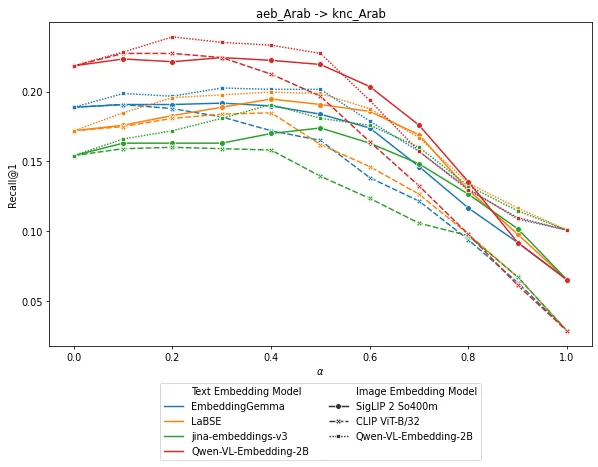 aeb_Arab -> knc_Arab
Recall@1
0.20
0.15
0.10
0.05
0.0 0.2 0.4 0.6 0.8 1.0
α
Text Embedding Model Image Embedding Model
EmbeddingGemma SigLIP 2 So400m
LaBSE CLIP ViT-B/32
jina-embeddings-v3 Qwen-VL-Embedding-2B
Qwen-VL-Embedding-2B